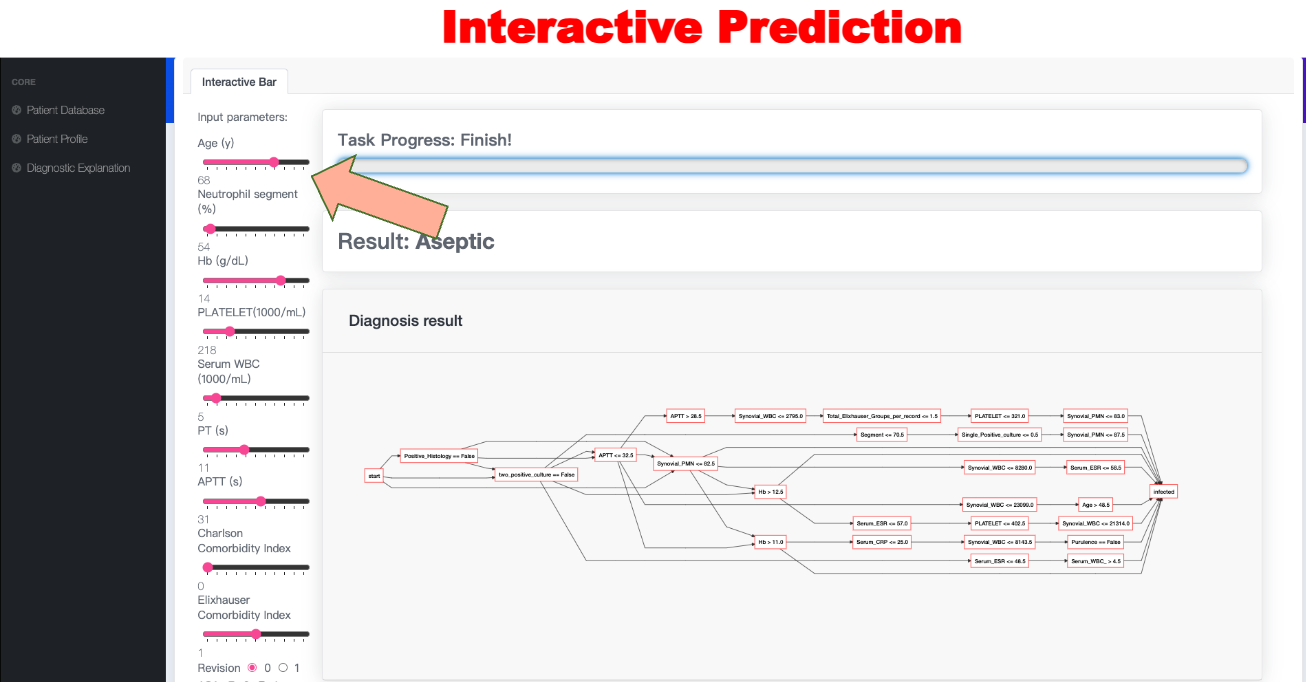 Interactive Prediction
CORE
Patient Database
Patient Profile
Diagnostic Explanation
Interactive Bar
Input parameters:
Age (y)
68
Neutrophil segment
(%)
54
Hb (g/dL)
14
PLATELET(1000/mL)
218
Serum WBC
(1000/mL)
5
PT (s)
11
APTT (s)
31
Charlson
Comorbidity Index
0
Elixhauser
Comorbidity Index
1
Revision 0 1
Task Progress: Finish!
Result: Aseptic
Diagnosis result
APTT > 28.5
Synovial_WBC <= 2795.0
Total_Elixhauser_Groups_per_record <= 1.5
PLATELET <= 321.0
Synovial_PMN <= 83.0
Segment <= 70.5
Single_Positive_culture <= 0.5
Synovial_PMN <= 87.5
Positive_Histology == False
APTT <= 32.5
Synovial_PMN <= 82.5
Synovial_WBC <= 8280.0
Serum_ESR <= 58.5
start
two_positive_culture == False
Hb > 12.5
infected
Synovial_WBC <= 23090.0
Age > 48.5
Serum_ESR <= 57.0
PLATELET <= 402.5
Synovial_WBC <= 21314.0
Hb > 11.0
Serum_CRP <= 25.0
Synovial_WBC <= 8143.5
Purulence == False
Serum_ESR <= 48.5
Serum_WBC_ > 4.5